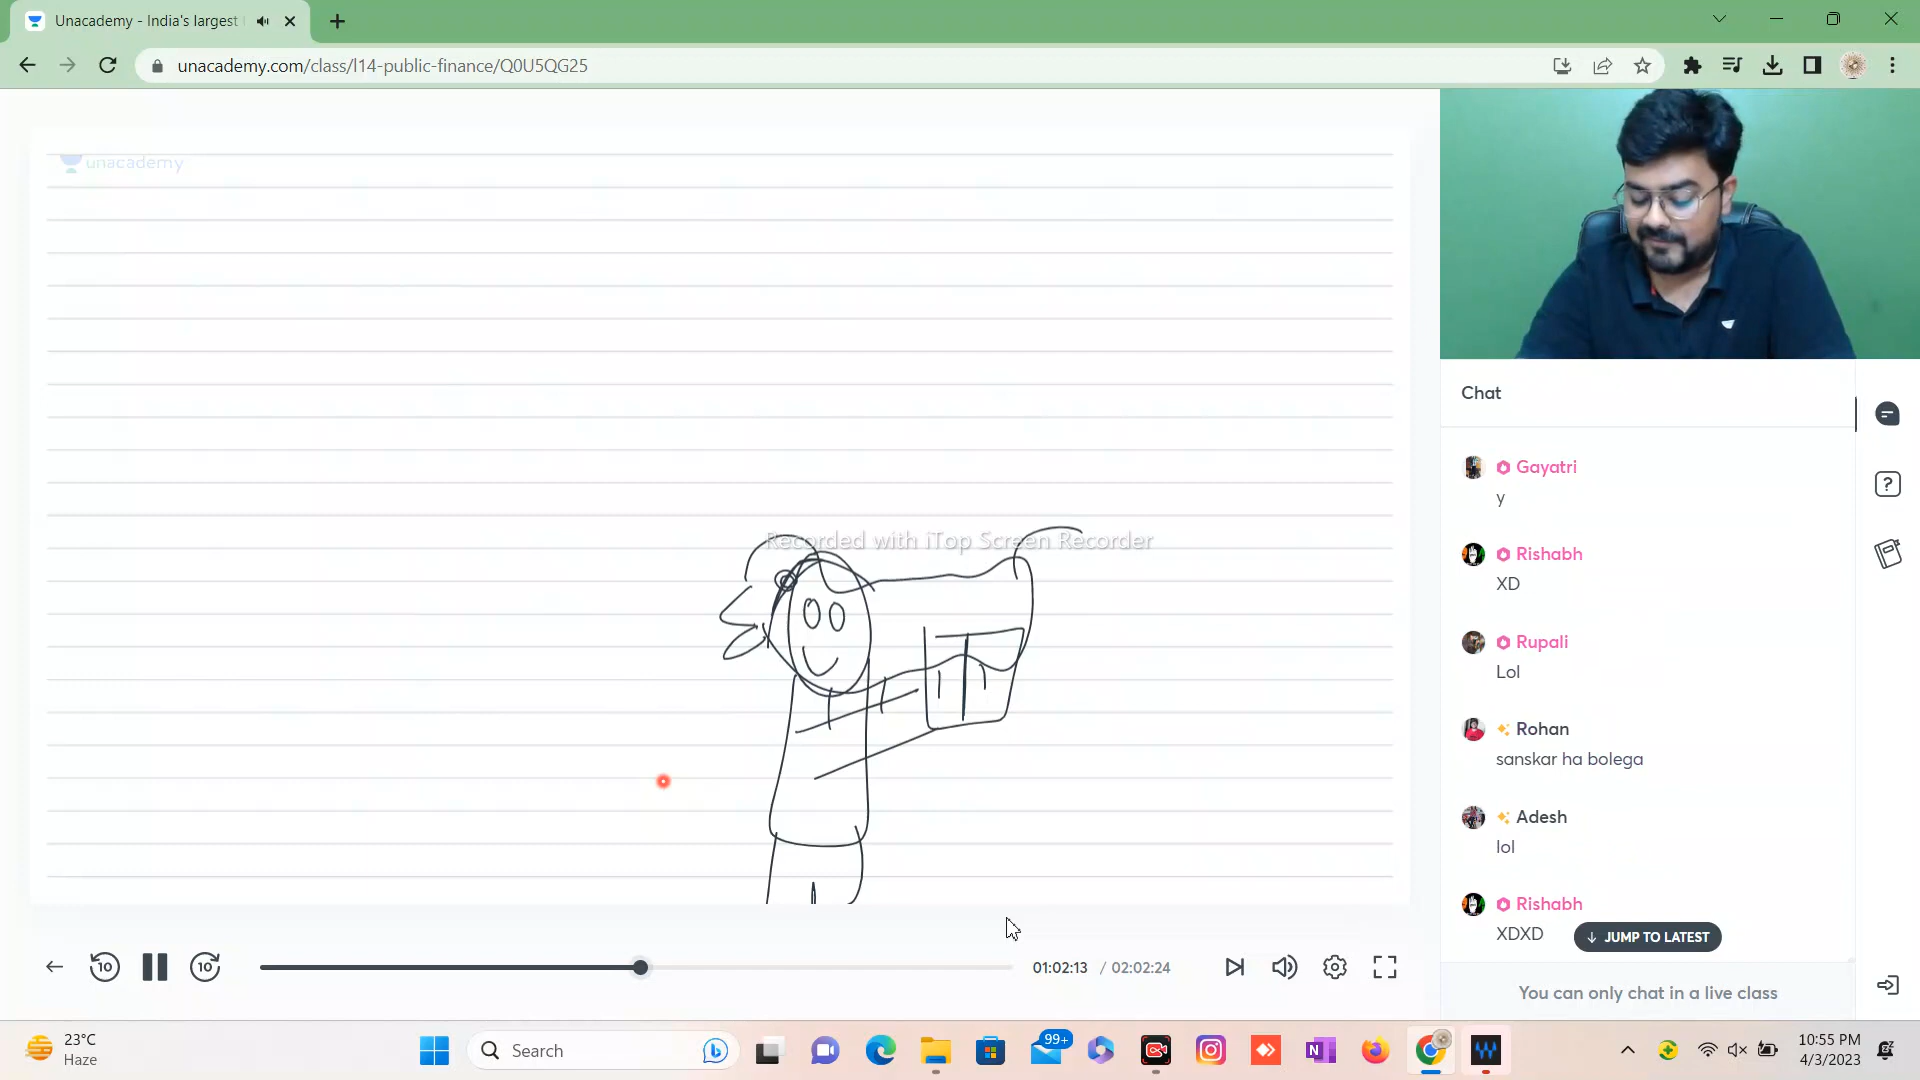 Unacademy - India's largest
unacademy.com/class/l14-public-finance/Q0U5QG25
unacademy
Recorded with iTop Screen Recorder
Chat
Gayatri
y
Rishabh
XD
Rupali
Lol
Rohan
sanskar ha bolega
Adesh
lol
Rishabh
XDXD
JUMP TO LATEST
You can only chat in a live class
10
10
01:02:13 / 02:02:24
23°C
Haze
Search
99+
10:55 PM
4/3/2023